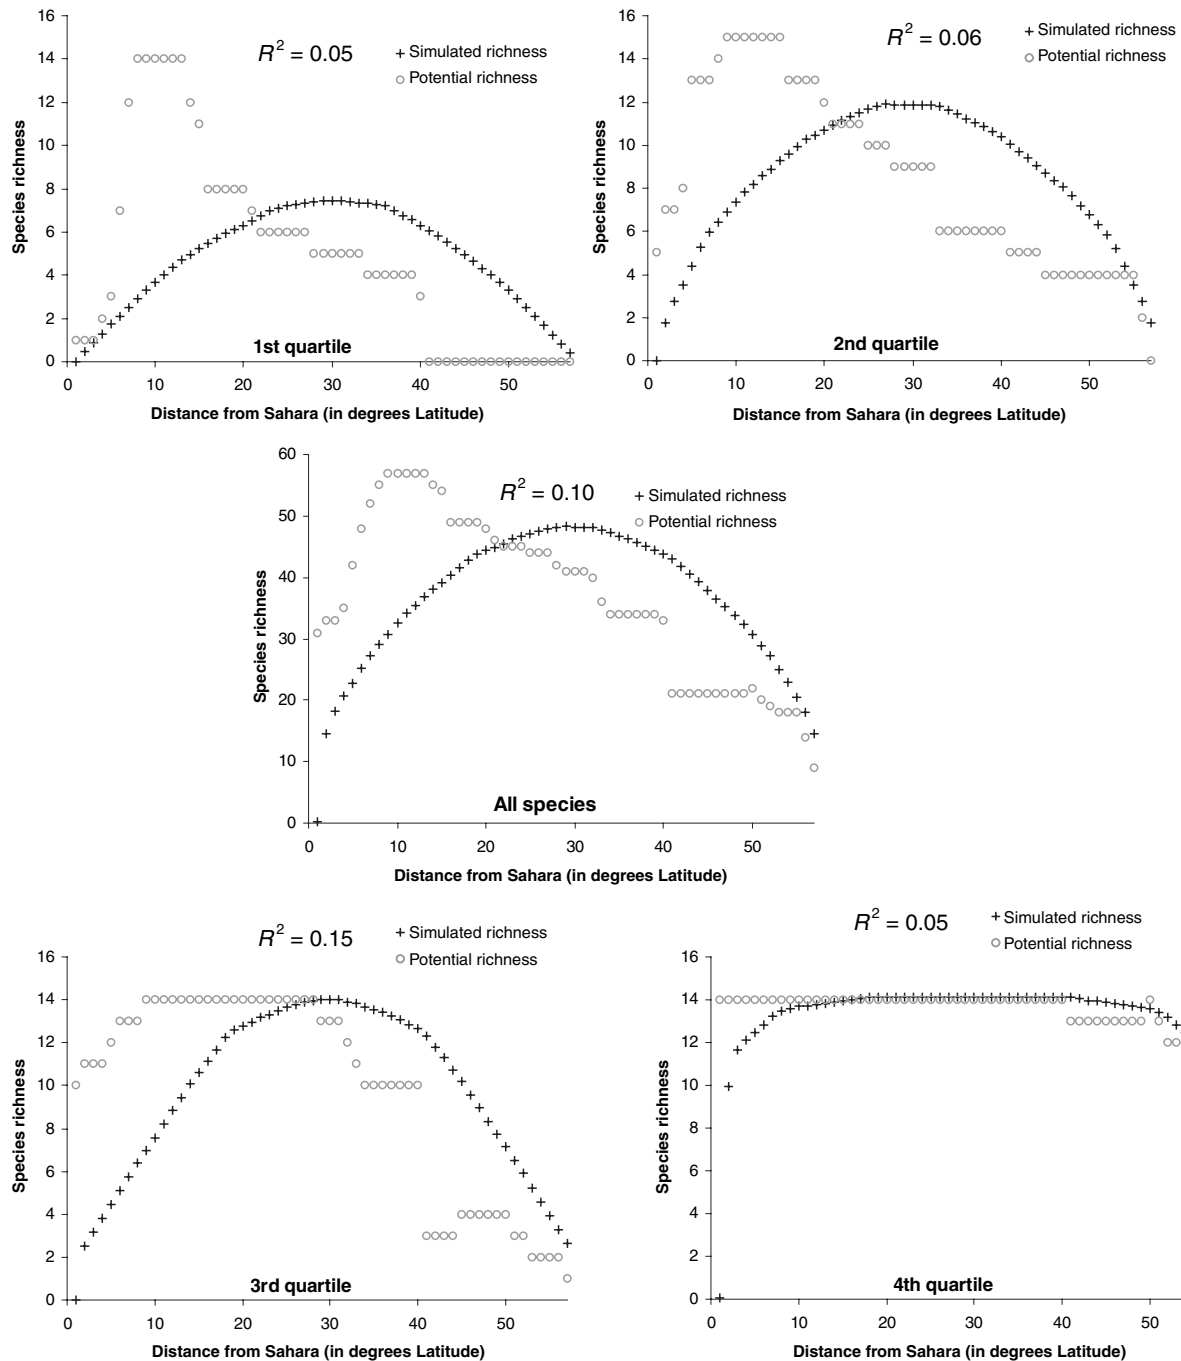 16
14
12
10
8
6
4
2
0
Species richness
R² = 0.05
+ Simulated richness
○ Potential richness
1st quartile
0 10 20 30 40 50
Distance from Sahara (in degrees Latitude)
16
14
12
10
8
6
4
2
0
Species richness
R² = 0.06
+ Simulated richness
○ Potential richness
2nd quartile
0 10 20 30 40 50
Distance from Sahara (in degrees Latitude)
60
50
40
30
20
10
0
Species richness
R² = 0.10
+ Simulated richness
○ Potential richness
All species
0 10 20 30 40 50
Distance from Sahara (in degrees Latitude)
16
14
12
10
8
6
4
2
0
Species richness
R² = 0.15
+ Simulated richness
○ Potential richness
3rd quartile
0 10 20 30 40 50
Distance from Sahara (in degrees Latitude)
16
14
12
10
8
6
4
2
0
Species richness
R² = 0.05
+ Simulated richness
○ Potential richness
4th quartile
0 10 20 30 40 50
Distance from Sahara (in degrees Latitude)